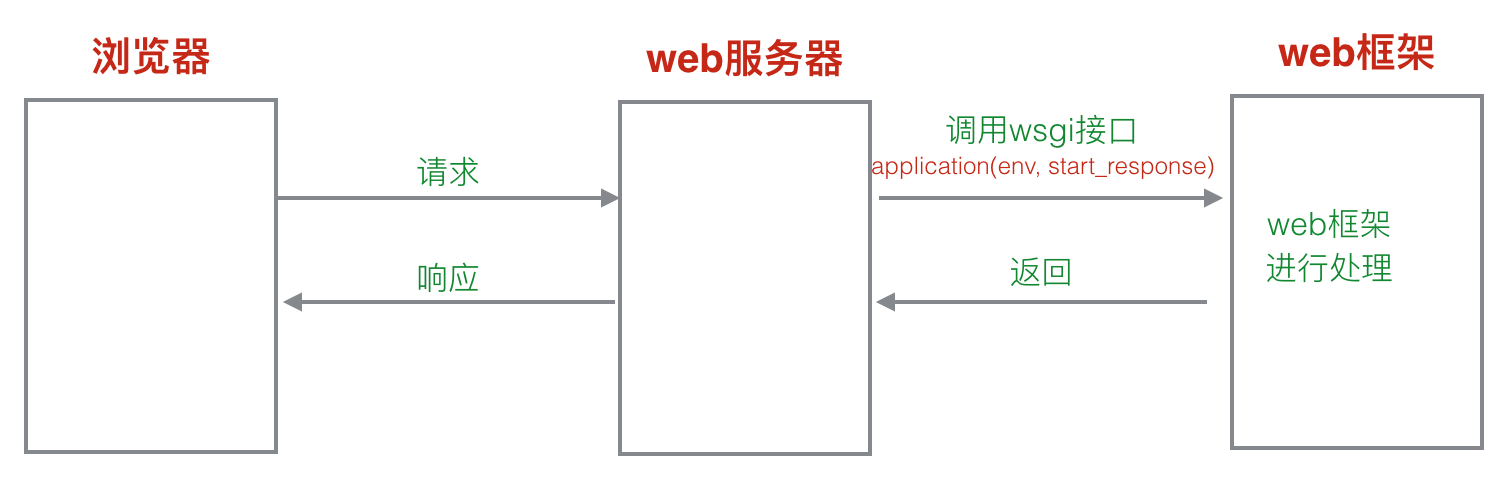 浏览器
web服务器
web框架
请求
响应
调用wsgi接口
application(env, start_response)
返回
web框架
进行处理